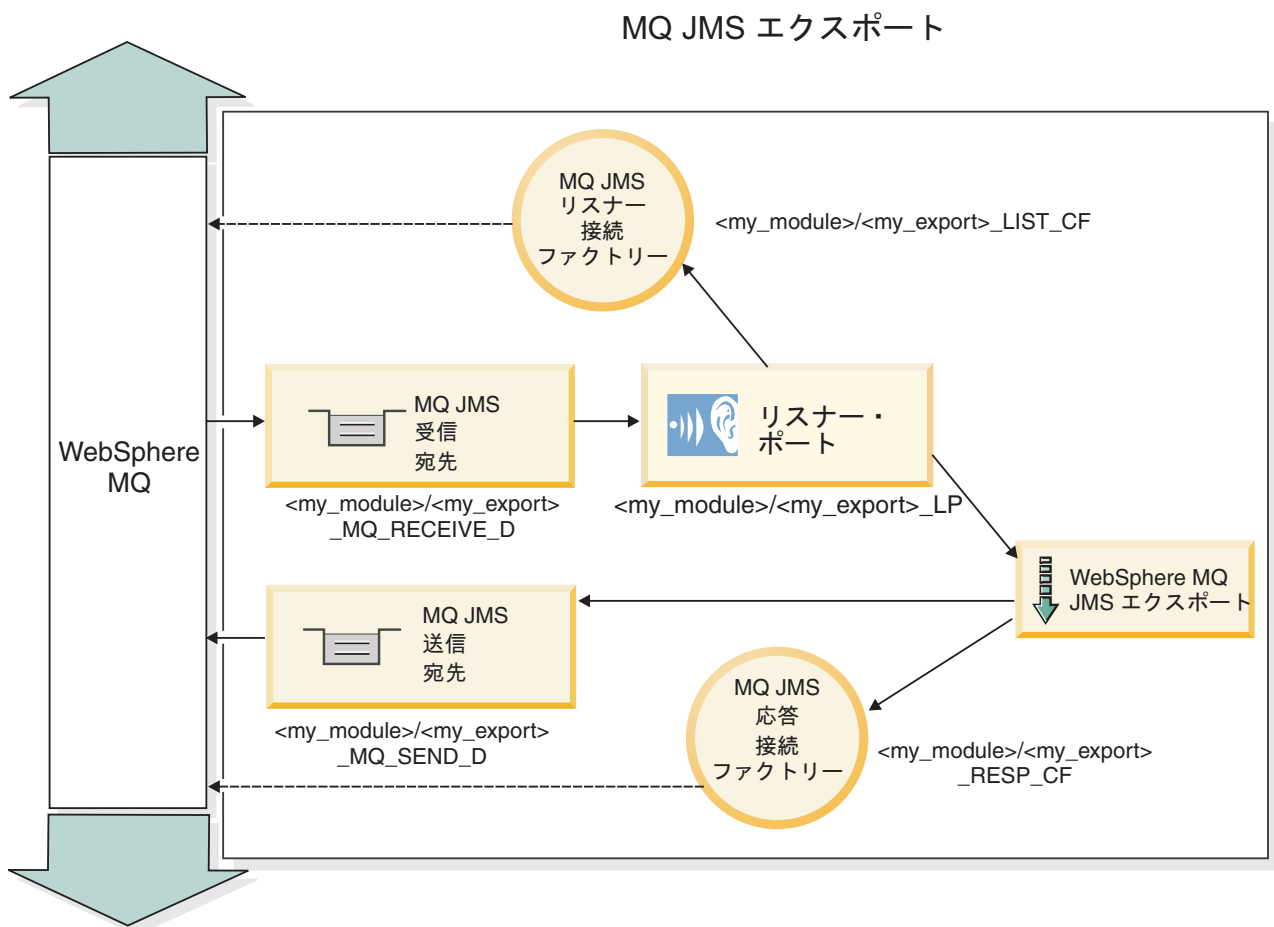 MQ JMS エクスポート
MQ JMS
リスナー
接続
ファクトリー
<my_module>/<my_export>_LIST_CF
WebSphere
MQ
MQ JMS
受信
宛先
<my_module>/<my_export>
_MQ_RECEIVE_D
リスナー・
ポート
<my_module>/<my_export>_LP
WebSphere MQ
JMS エクスポート
MQ JMS
送信
宛先
<my_module>/<my_export>
_MQ_SEND_D
MQ JMS
応答
接続
ファクトリー
<my_module>/<my_export>
_RESP_CF